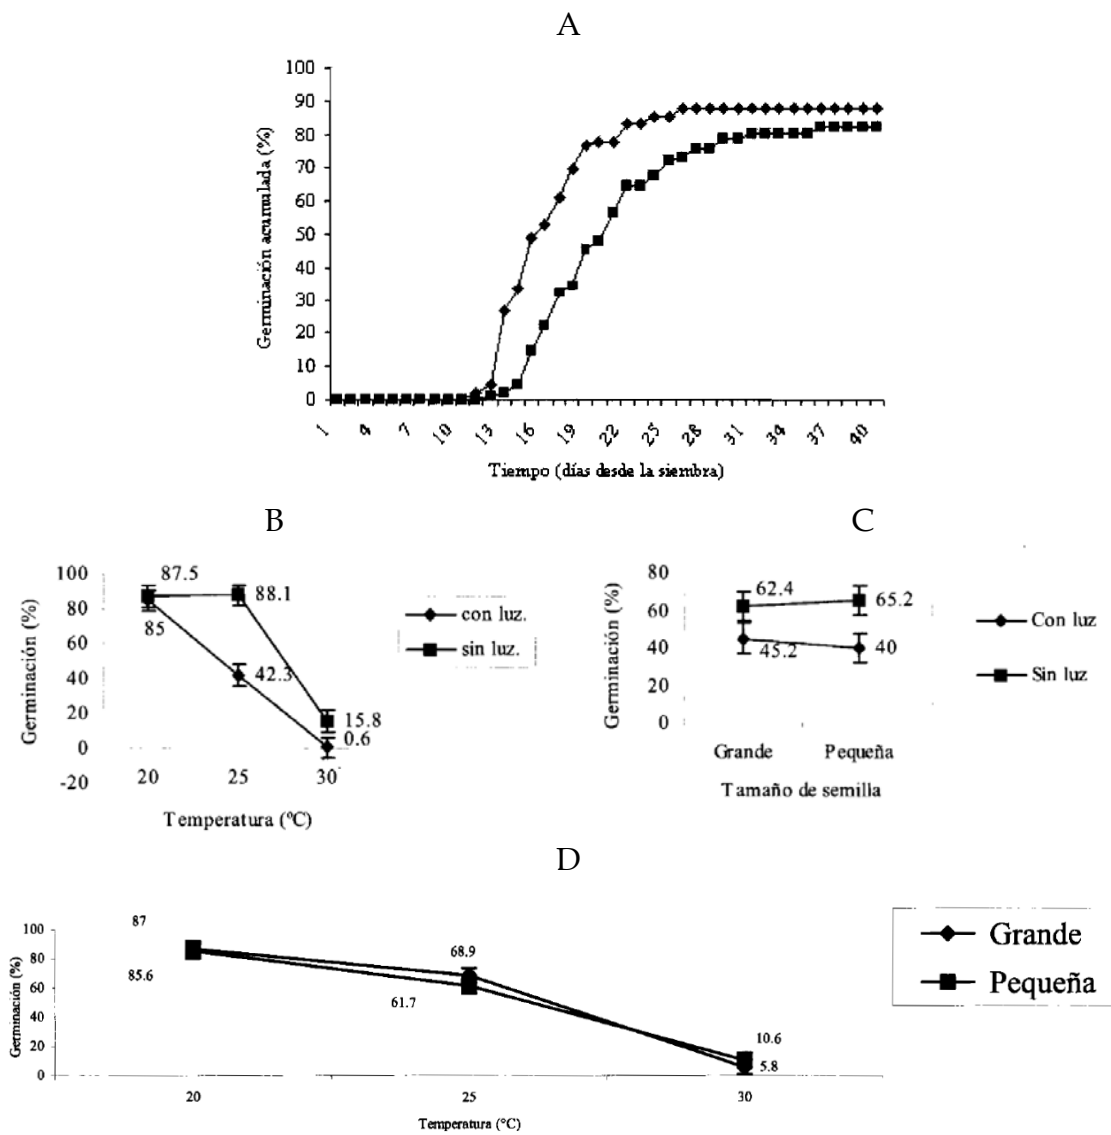 A
100
90
80
70
60
50
40
30
20
10
0
Germinación acumulada (%)
1 4 7 10 13 16 19 22 25 28 31 34 37 40
Tiempo (días desde la siembra)
B
C
100
80
60
40
20
0
-20
Germinación (%)
87.5
88.1
85
42.3
15.8
0.6
20 25 30
Temperatura (ºC)
con luz.
sin luz.
80
60
40
20
0
Germinación (%)
62.4
65.2
45.2
40
Grande Pequeña
Tamaño de semilla
Con luz
Sin luz
D
100
80
60
40
20
0
Germinación (%)
87
85.6
68.9
61.7
10.6
5.8
20 25 30
Temperatura (°C)
Grande
Pequeña